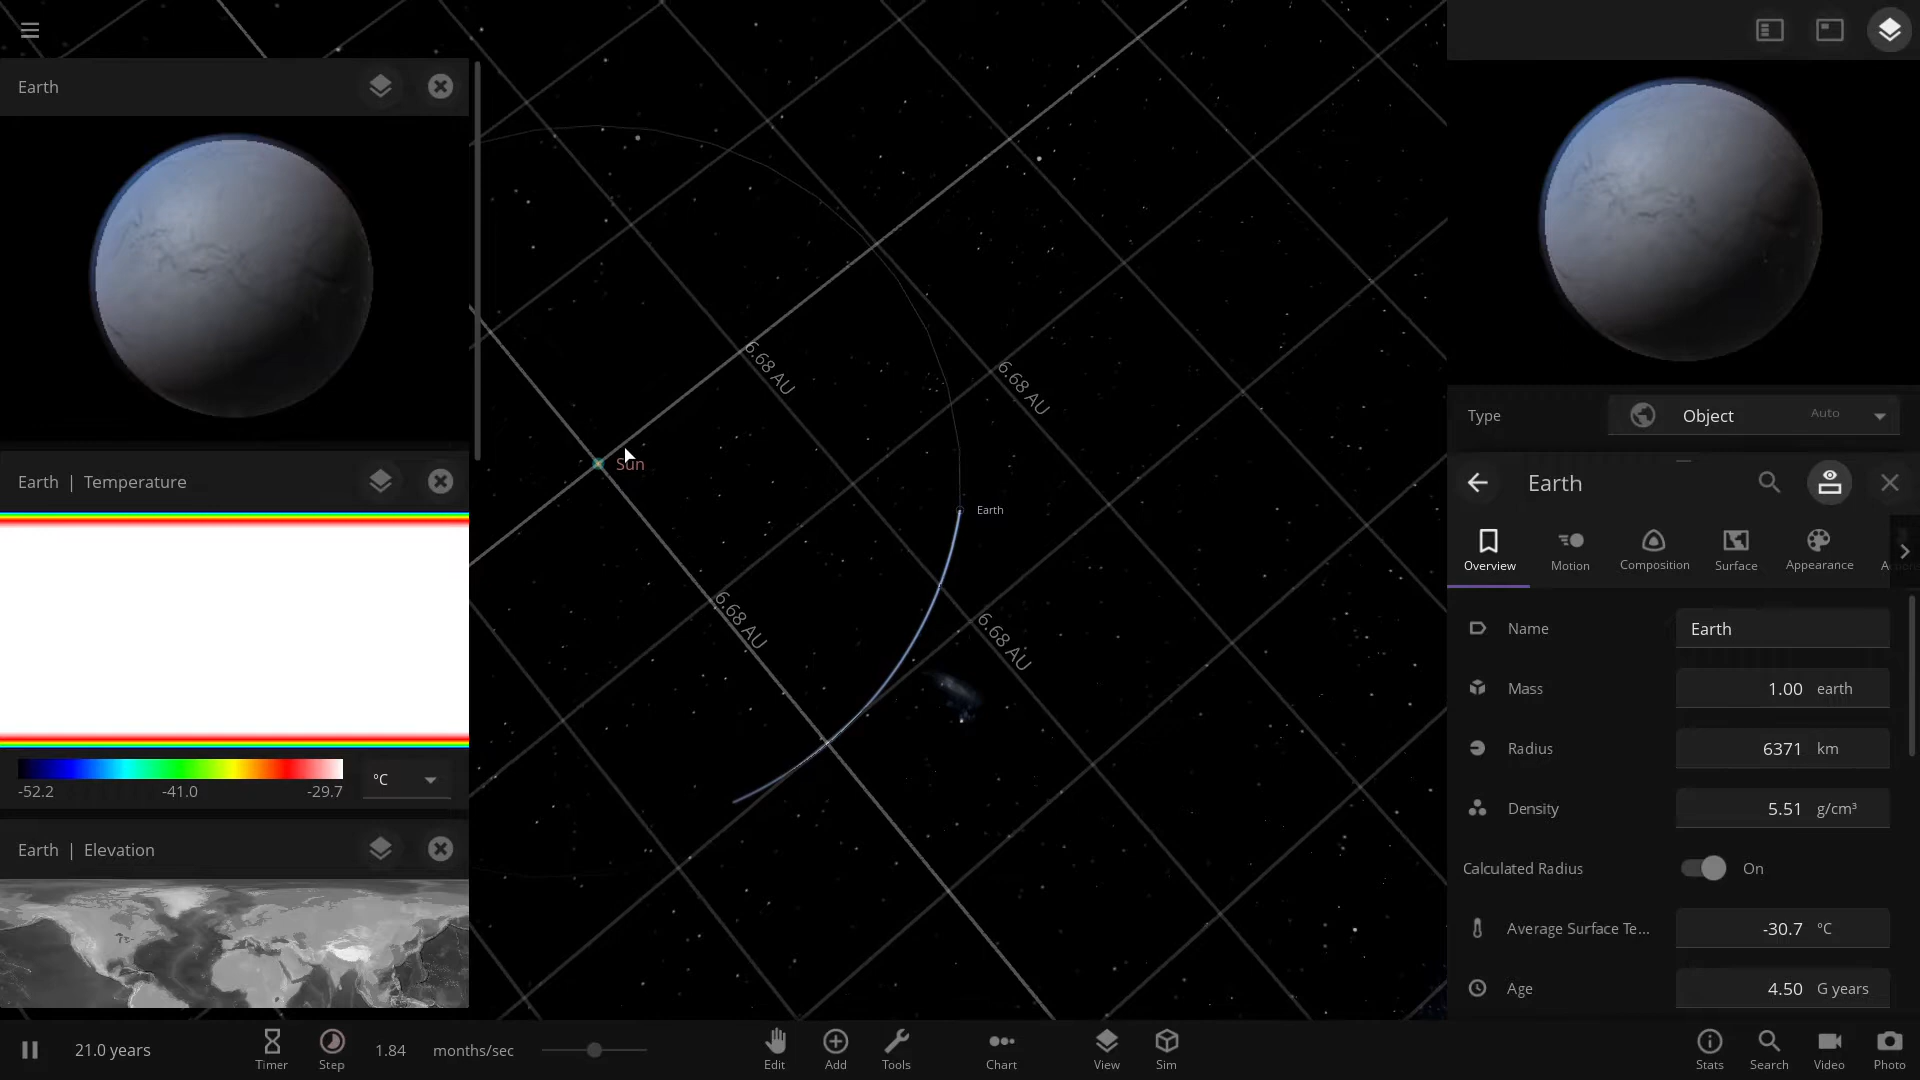 Earth
Earth | Temperature
-52.2 -41.0 -29.7 °C
Earth | Elevation
6.68 AU
6.68 AU
Sun
Earth
6.68 AU
6.68 AU
Type Object Auto
Earth
Overview Motion Composition Surface Appearance
Name Earth
Mass 1.00 earth
Radius 6371 km
Density 5.51 g/cm³
Calculated Radius On
Average Surface Te... -30.7 °C
Age 4.50 G years
21.0 years
Timer
Step
1.84 months/sec
Edit
Add
Tools
Chart
View
Sim
Stats
Search
Video
Photo